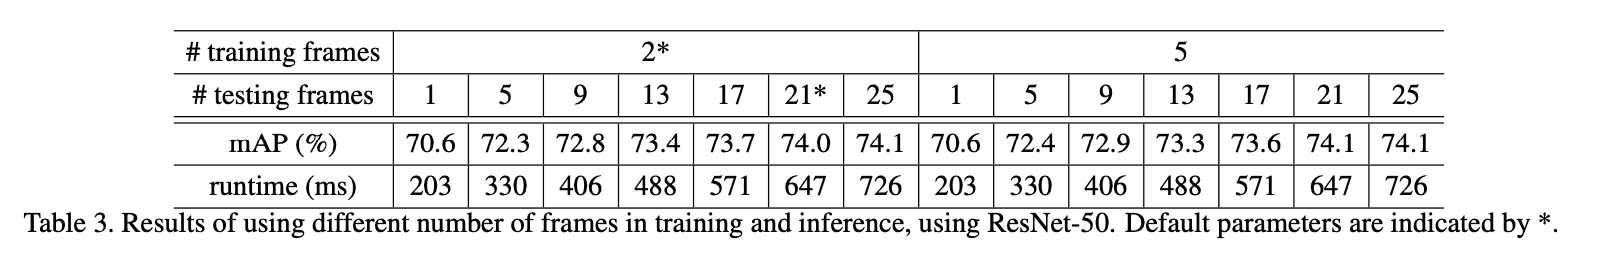 # training frames 2* 5
# testing frames 1 5 9 13 17 21* 25 1 5 9 13 17 21 25
mAP (%) 70.6 72.3 72.8 73.4 73.7 74.0 74.1 70.6 72.4 72.9 73.3 73.6 74.1 74.1
runtime (ms) 203 330 406 488 571 647 726 203 330 406 488 571 647 726
Table 3. Results of using different number of frames in training and inference, using ResNet-50. Default parameters are indicated by *.